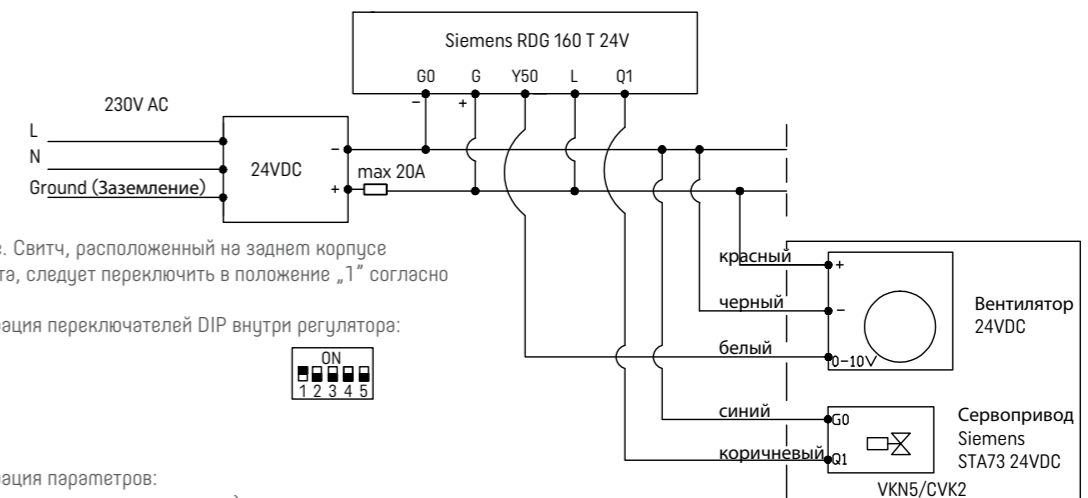 Siemens RDG 160 T 24V
G0 G Y50 L Q1
− +
230V AC
L
N
Ground (Заземление)
24VDC
−
+
max 20A
е. Свитч, расположенный на заднем корпусе
та, следует переключить в положение „1” согласно
рация переключателей DIP внутри регулятора:
ON
1 2 3 4 5
рация параметров:
красный
+
черный
−
белый
0-10V
Вентилятор
24VDC
синий
G0
коричневый
Q1
Сервопривод
Siemens
STA73 24VDC
VKN5/CVK2